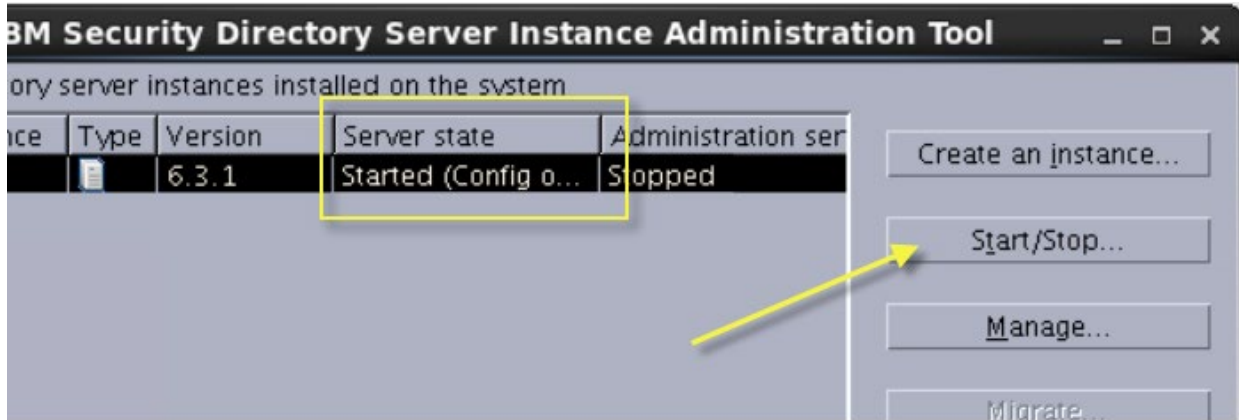 BM Security Directory Server Instance Administration Tool
ory server instances installed on the system
nce Type Version Server state Administration ser
6.3.1 Started (Config o... Stopped
Create an instance...
Start/Stop...
Manage...
Migrate...